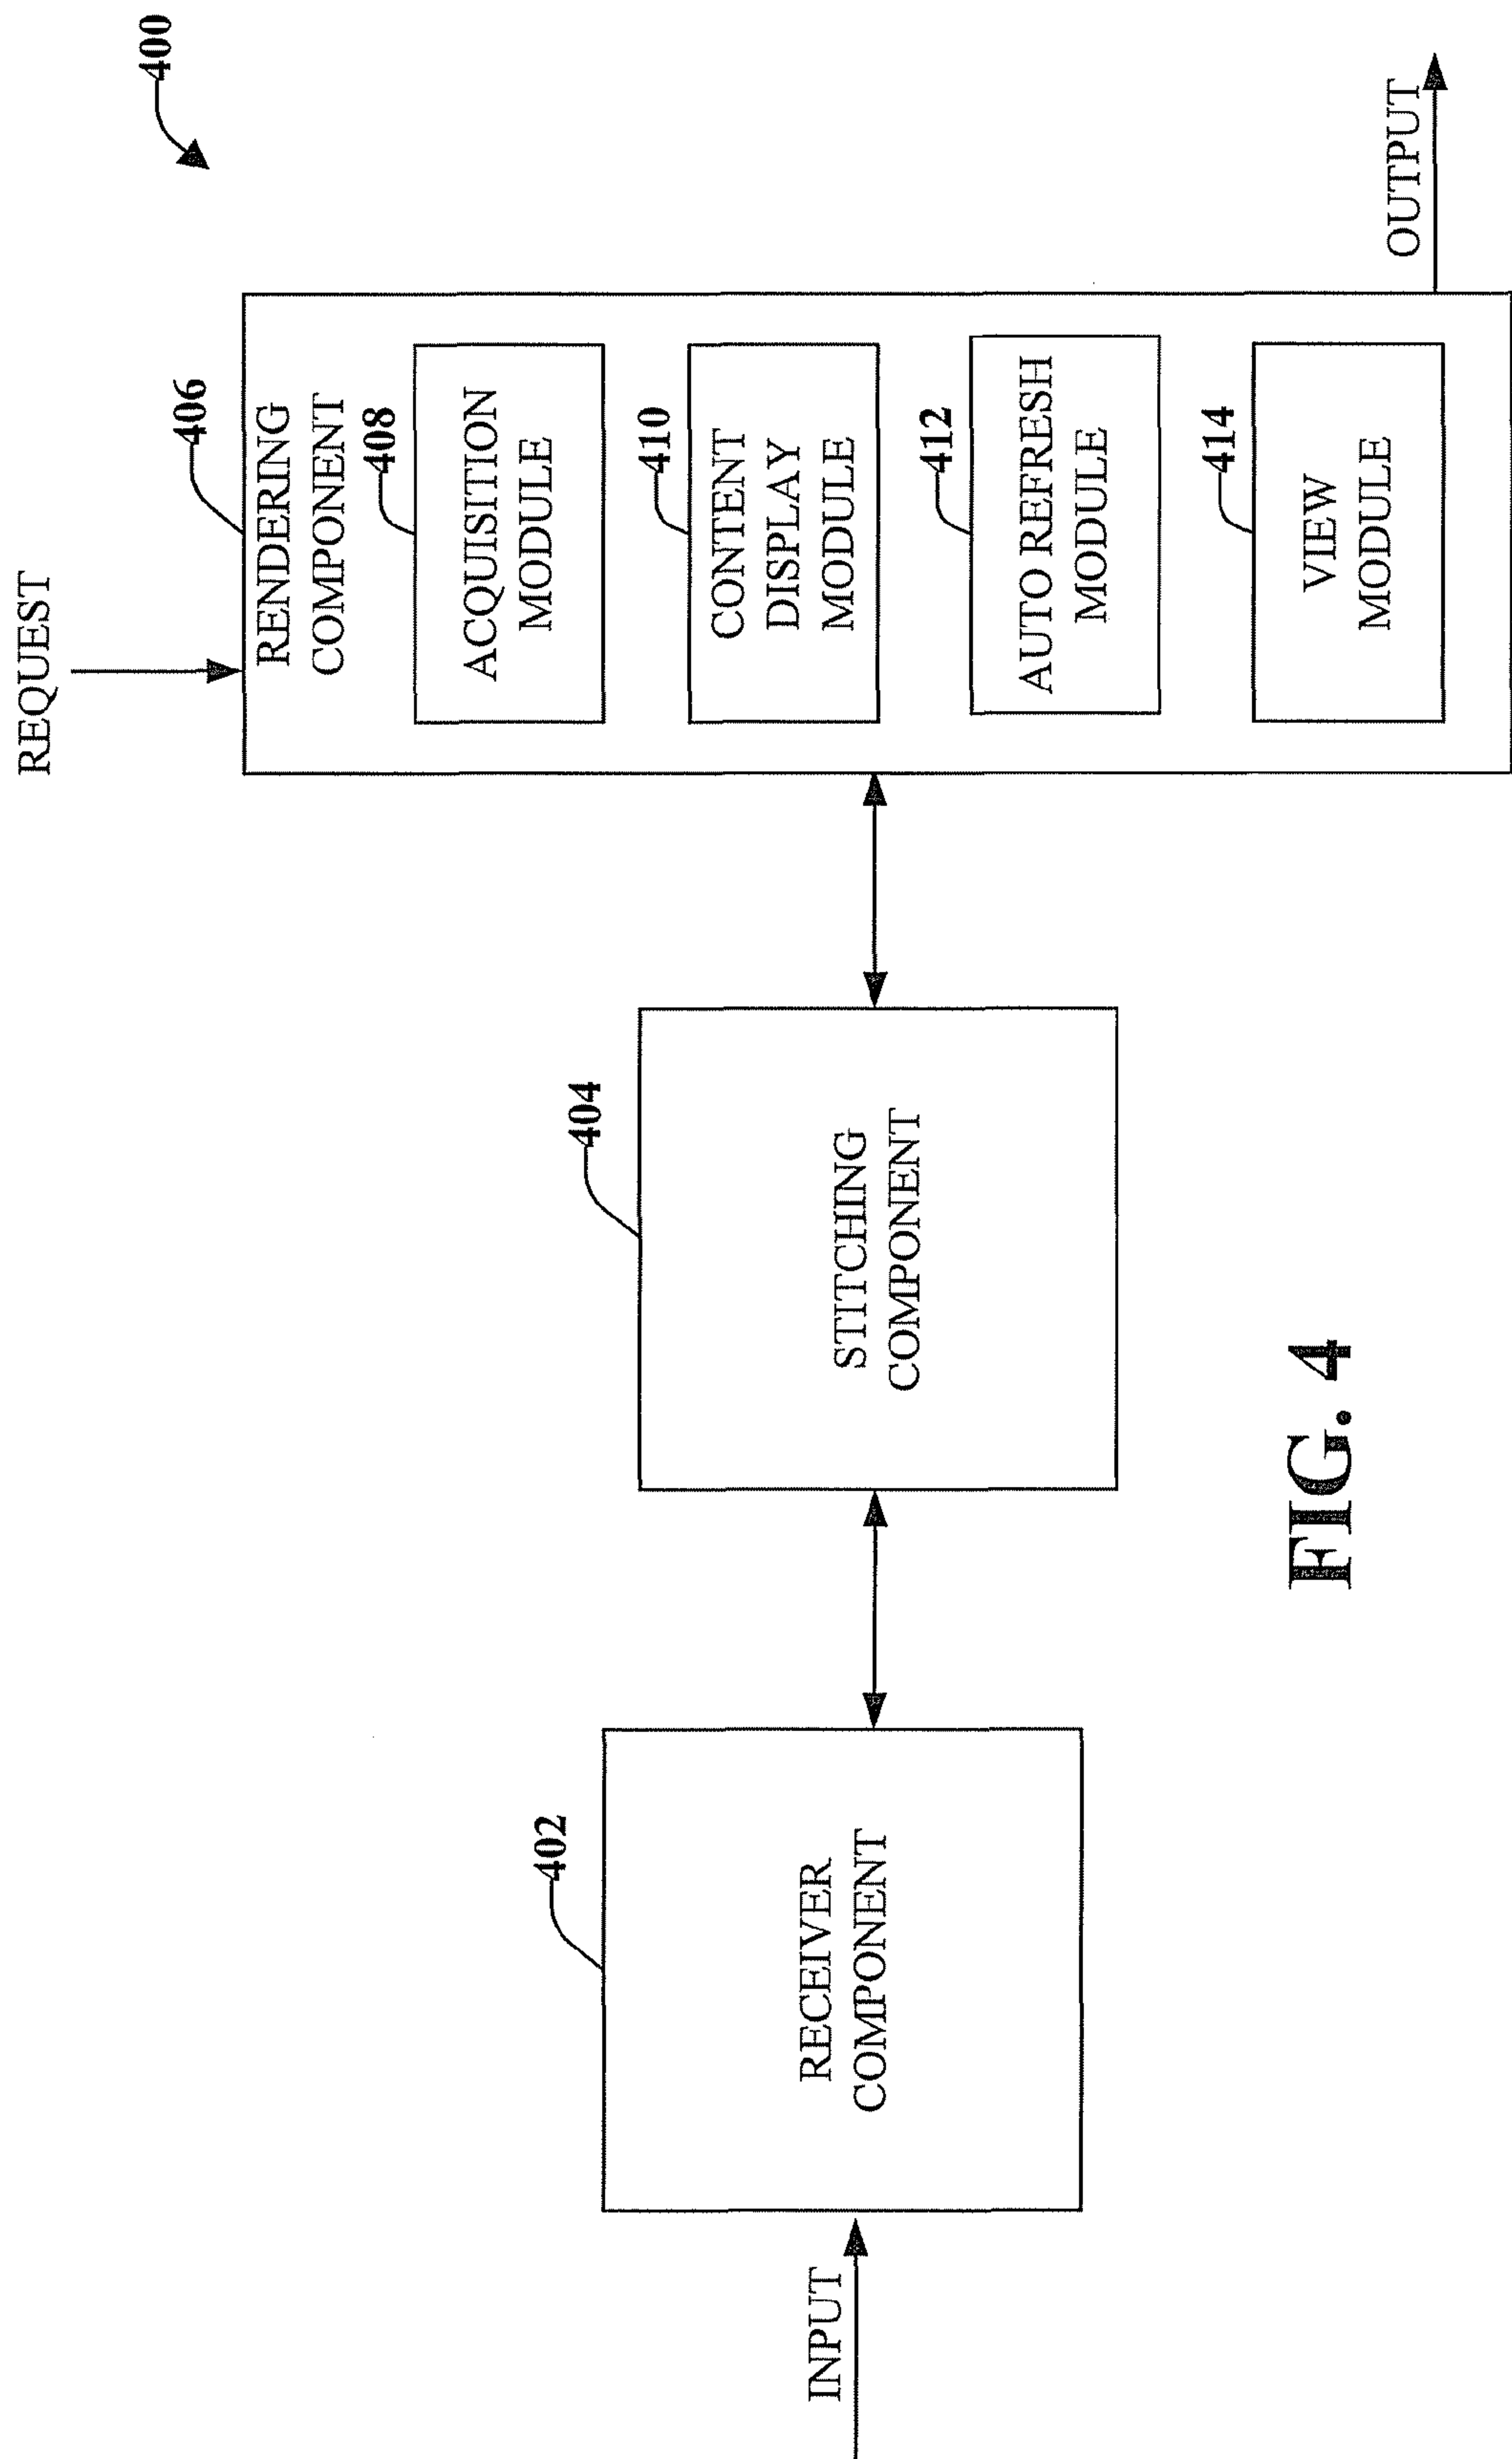 400
REQUEST
406
RENDERING
COMPONENT
408
ACQUISITION
MODULE
410
CONTENT
DISPLAY
MODULE
412
AUTO REFRESH
MODULE
414
VIEW
MODULE
OUTPUT
404
STITCHING
COMPONENT
402
RECEIVER
COMPONENT
INPUT
FIG. 4